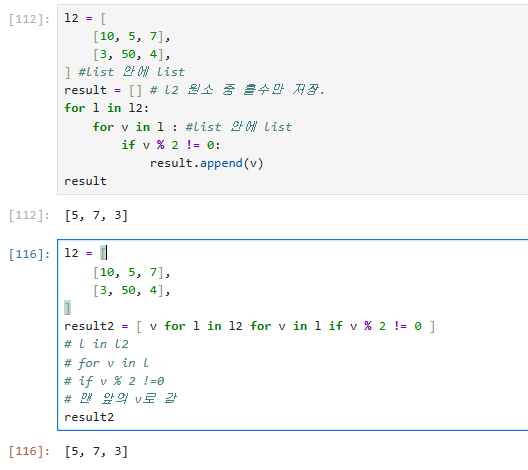 [112]: l2 = [
    [10, 5, 7],
    [3, 50, 4],
] #list 안에 list
result = [] # l2 원소 중 홀수만 저장.
for l in l2:
    for v in l : #list 안에 list
        if v % 2 != 0:
            result.append(v)
result
[112]: [5, 7, 3]
[116]: l2 = [
    [10, 5, 7],
    [3, 50, 4],
]
result2 = [ v for l in l2 for v in l if v % 2 != 0 ]
# l in l2
# for v in l
# if v % 2 !=0
# 맨 앞의 v로 감
result2
[116]: [5, 7, 3]